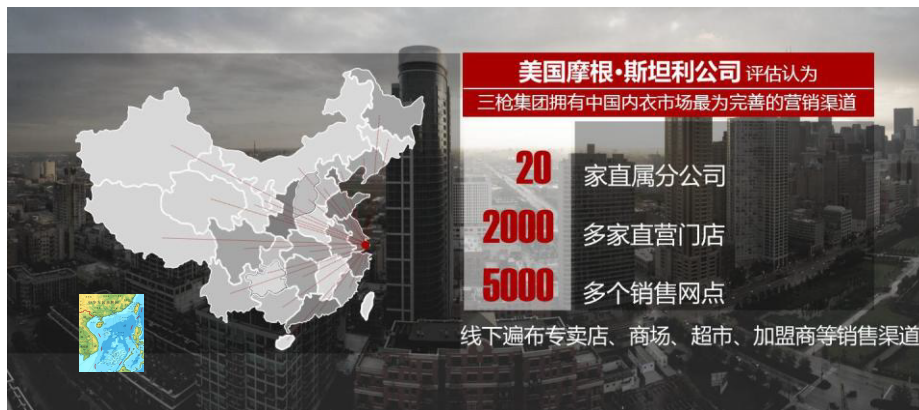 美国摩根·斯坦利公司 评估认为
三枪集团拥有中国内衣市场最为完善的营销渠道
20 家直属分公司
2000 多家直营门店
5000 多个销售网点
线下遍布专卖店、商场、超市、加盟商等销售渠道